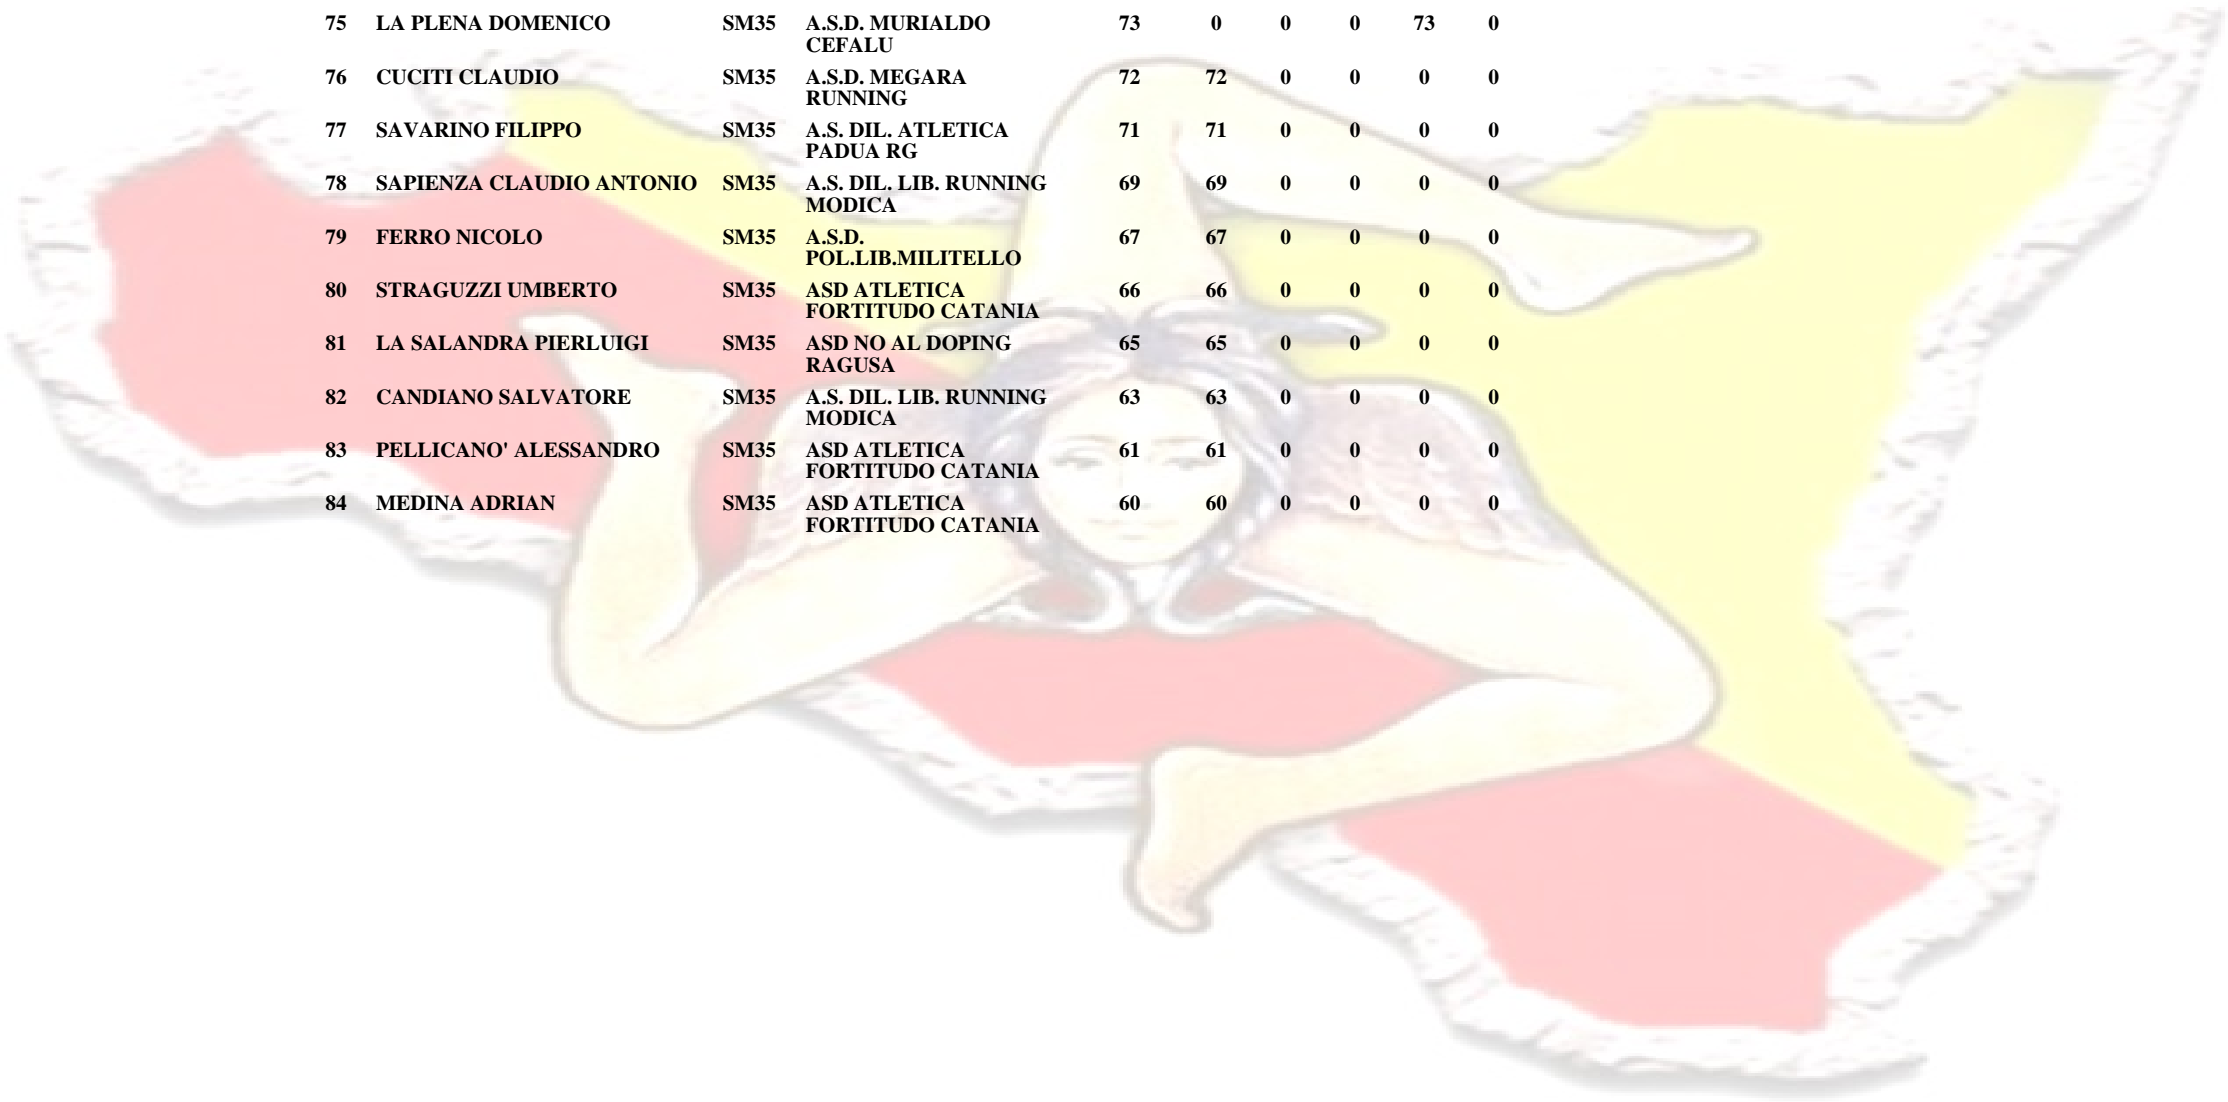 75 LA PLENA DOMENICO SM35 A.S.D. MURIALDO 73 0 0 0 73 0
CEFALU
76 CUCITI CLAUDIO SM35 A.S.D. MEGARA 72 72 0 0 0 0
RUNNING
77 SAVARINO FILIPPO SM35 A.S. DIL. ATLETICA 71 71 0 0 0 0
PADUA RG
78 SAPIENZA CLAUDIO ANTONIO SM35 A.S. DIL. LIB. RUNNING 69 69 0 0 0 0
MODICA
79 FERRO NICOLO SM35 A.S.D. 67 67 0 0 0 0
POL.LIB.MILITELLO
80 STRAGUZZI UMBERTO SM35 ASD ATLETICA 66 66 0 0 0 0
FORTITUDO CATANIA
81 LA SALANDRA PIERLUIGI SM35 ASD NO AL DOPING 65 65 0 0 0 0
RAGUSA
82 CANDIANO SALVATORE SM35 A.S. DIL. LIB. RUNNING 63 63 0 0 0 0
MODICA
83 PELLICANO' ALESSANDRO SM35 ASD ATLETICA 61 61 0 0 0 0
FORTITUDO CATANIA
84 MEDINA ADRIAN SM35 ASD ATLETICA 60 60 0 0 0 0
FORTITUDO CATANIA